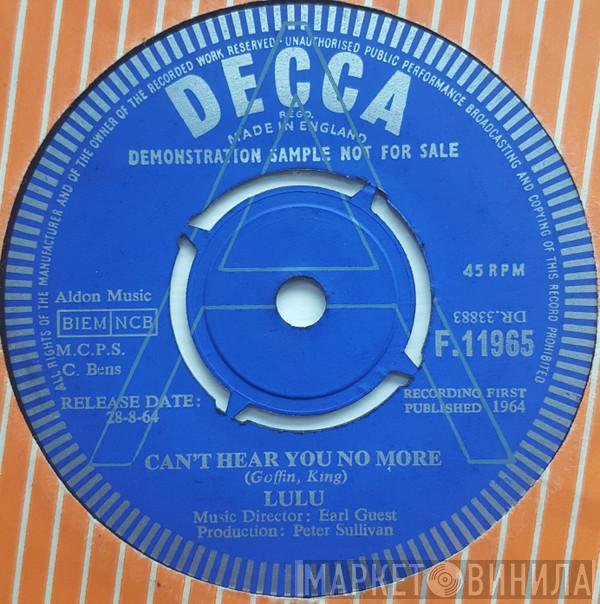 ALL RIGHTS OF THE MANUFACTURER AND OF THE OWNER OF THE RECORDED WORK RESERVED · UNAUTHORISED PUBLIC PERFORMANCE BROADCASTING AND COPYING OF THIS RECORD PROHIBITED
DECCA
REGD.
MADE IN ENGLAND
DEMONSTRATION SAMPLE NOT FOR SALE
A
45 RPM
Aldon Music
BIEM NCB
M.C.P.S.
C. Bens
RELEASE DATE:
28-8-64
DR.33883
F.11965
RECORDING FIRST
PUBLISHED 1964
CAN'T HEAR YOU NO MORE
(Goffin, King)
LULU
Music Director: Earl Guest
Production: Peter Sullivan
МАРКЕТ ВИНИЛА